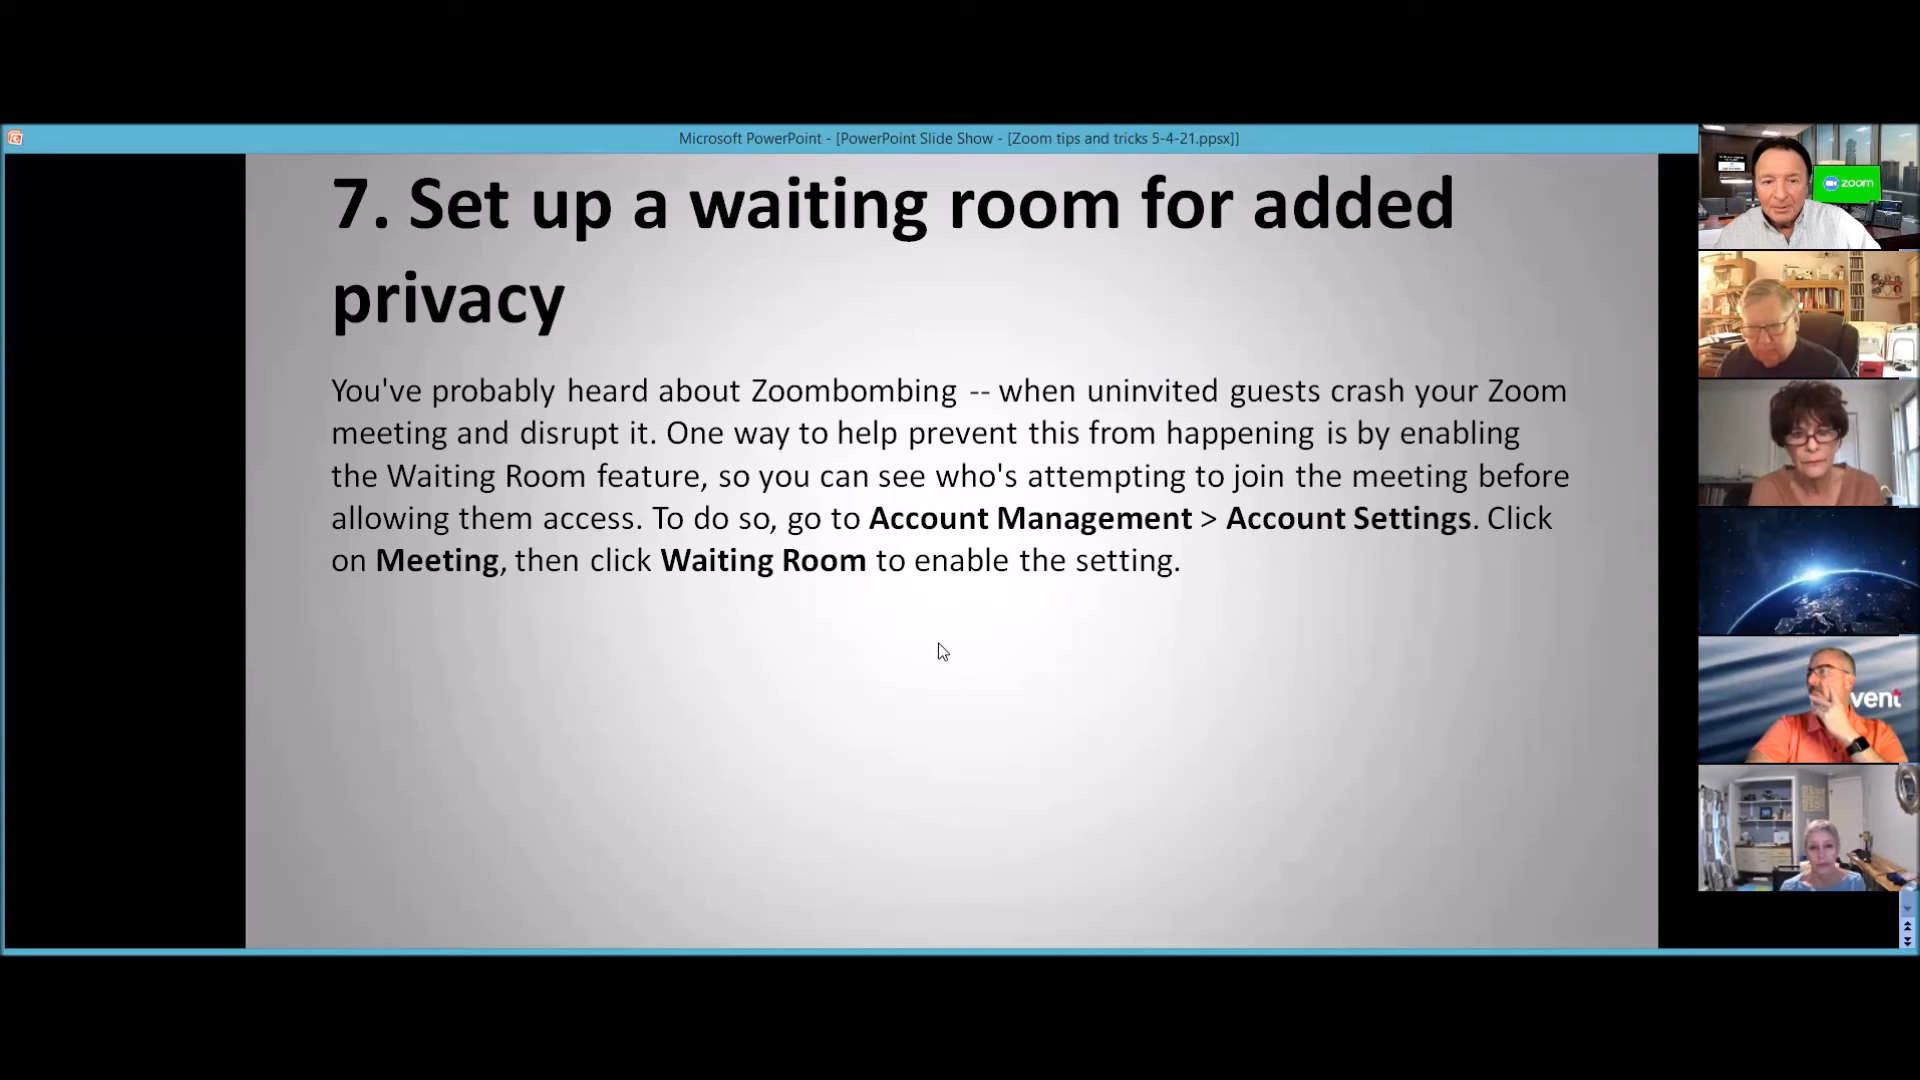 Microsoft PowerPoint - [PowerPoint Slide Show - [Zoom tips and tricks 5-4-21.ppsx]]
7. Set up a waiting room for added
privacy
You've probably heard about Zoombombing -- when uninvited guests crash your Zoom
meeting and disrupt it. One way to help prevent this from happening is by enabling
the Waiting Room feature, so you can see who's attempting to join the meeting before
allowing them access. To do so, go to Account Management > Account Settings. Click
on Meeting, then click Waiting Room to enable the setting.
zoom
vent